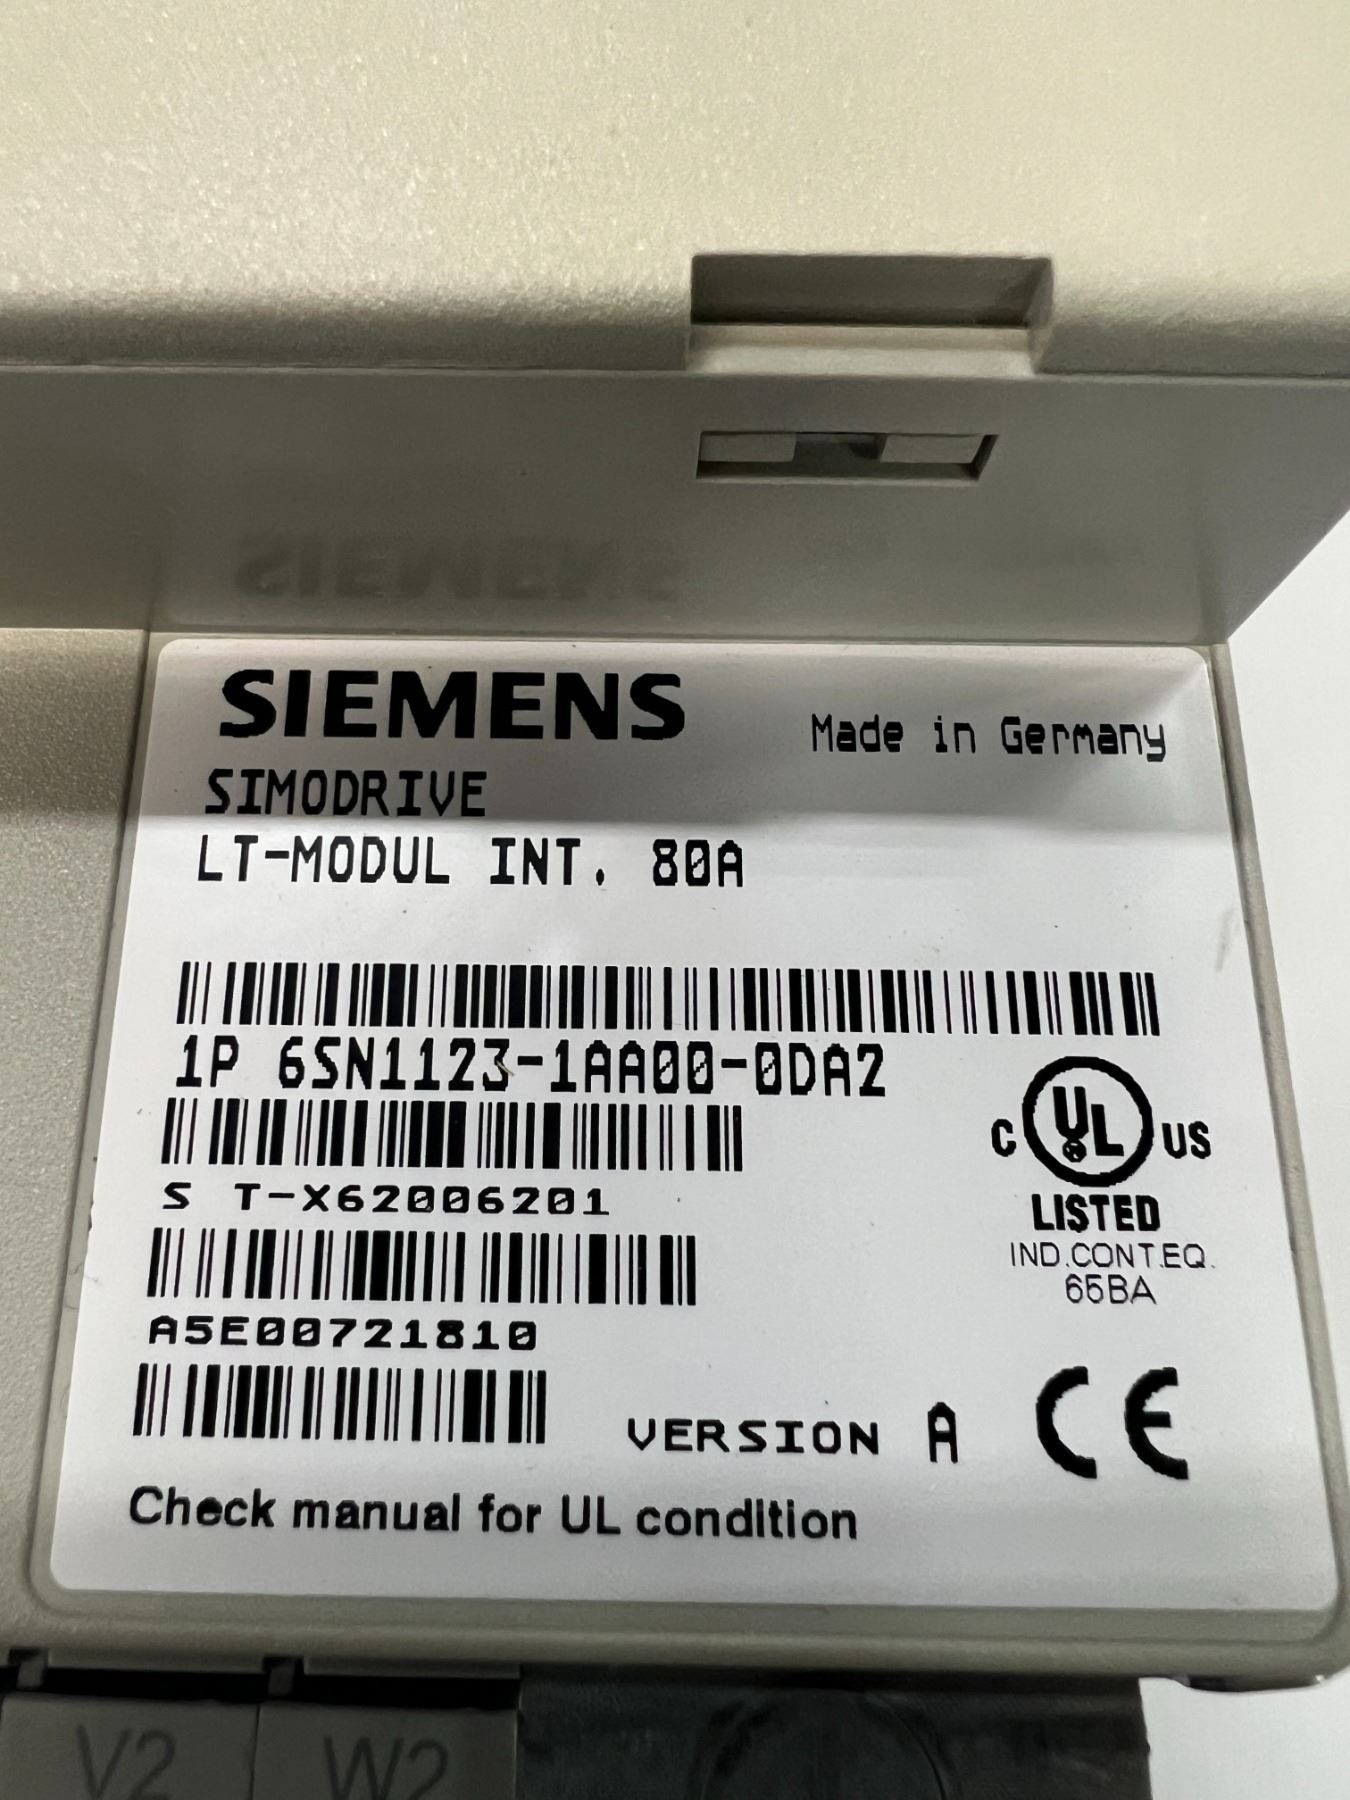 SIEMENS
Made in Germany
SIMODRIVE
LT-MODUL INT. 80A
1P 6SN1123-1AA00-0DA2
C UL US
LISTED
IND.CONT.EQ.
65BA
S T-X62006201
A5E00721810
VERSION A CE
Check manual for UL condition
V2 W2